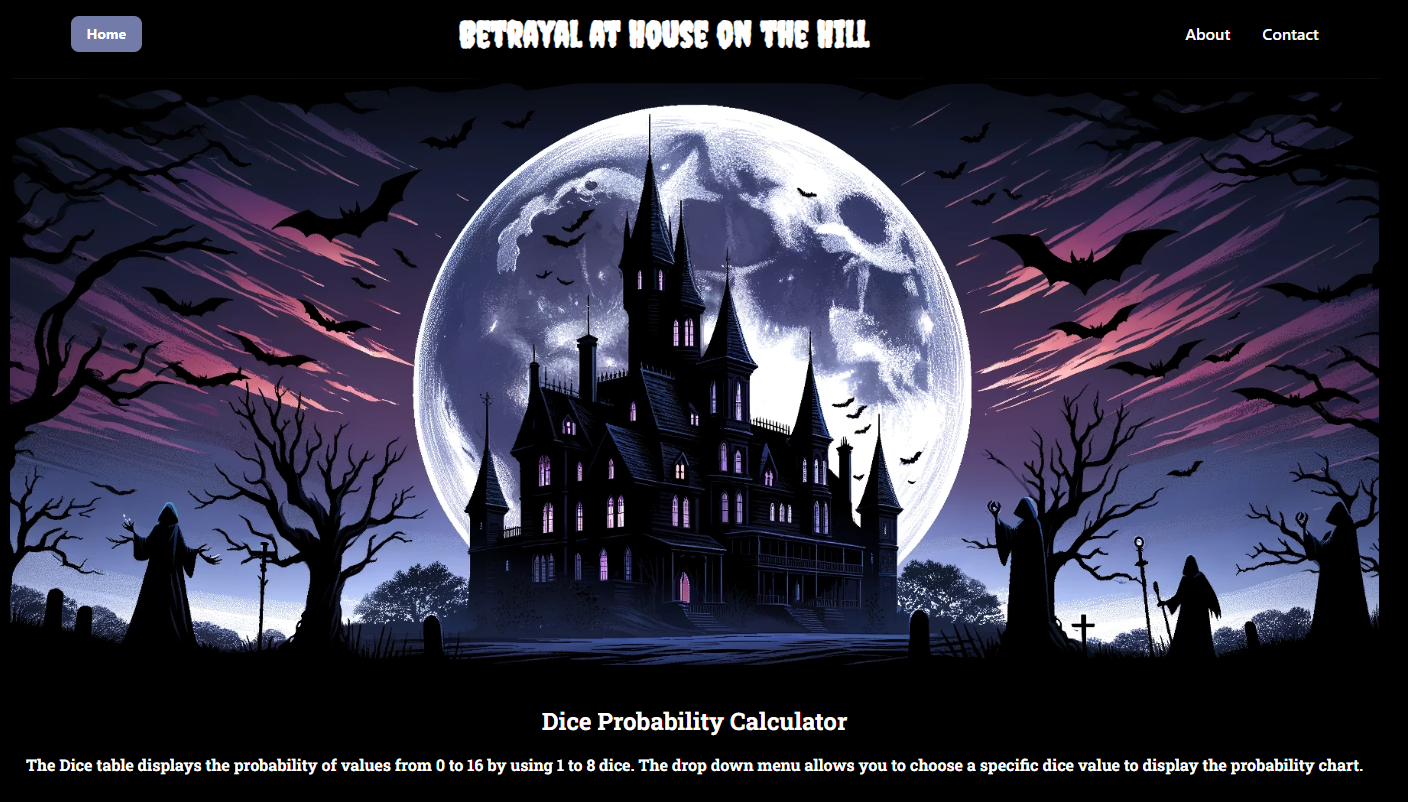 Home
BETRAYAL AT HOUSE ON THE HILL
About
Contact
Dice Probability Calculator
The Dice table displays the probability of values from 0 to 16 by using 1 to 8 dice. The drop down menu allows you to choose a specific dice value to display the probability chart.